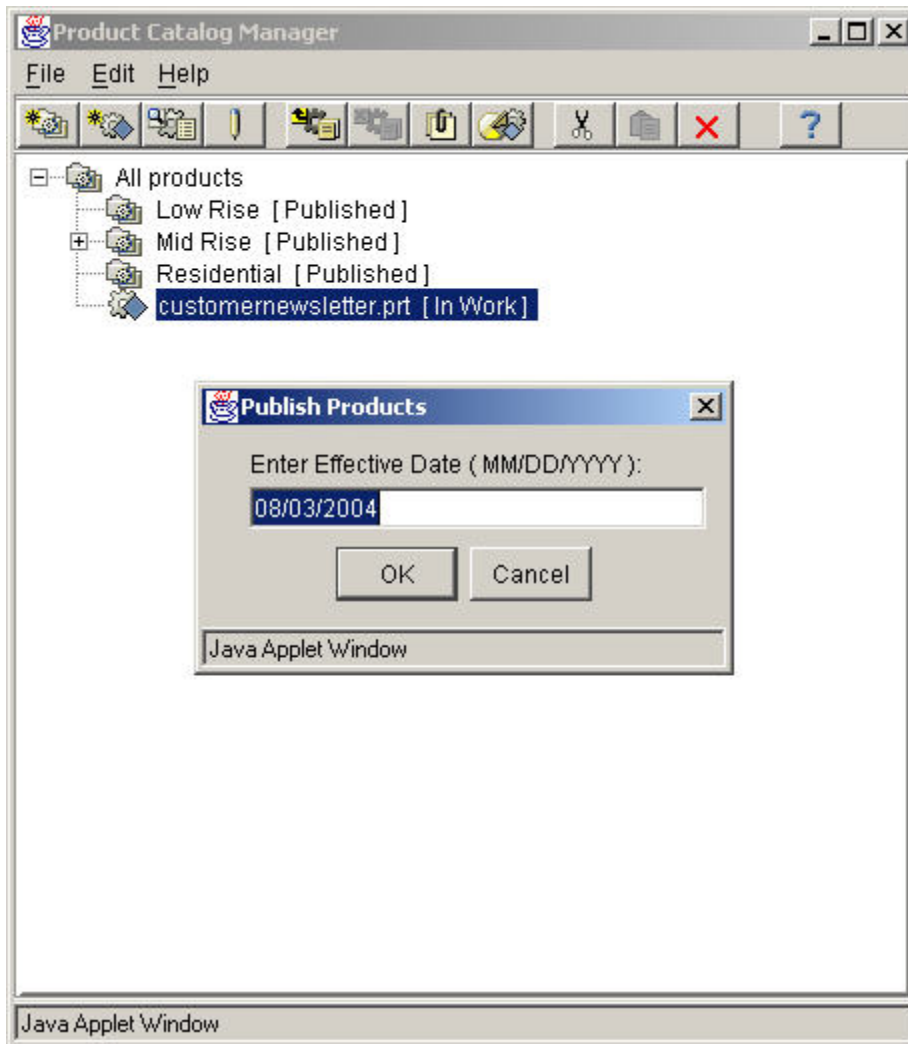 Product Catalog Manager
File Edit Help
?
All products
Low Rise [Published]
Mid Rise [Published]
Residential [Published]
customernewsletter.prt [In Work]
Publish Products
Enter Effective Date ( MM/DD/YYYY ):
08/03/2004
OK Cancel
Java Applet Window
Java Applet Window